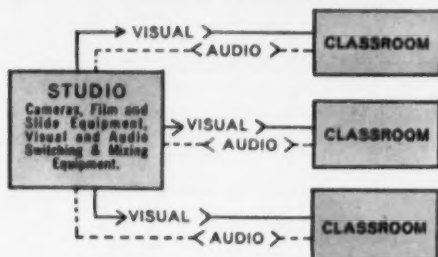 VISUAL
AUDIO
CLASSROOM
STUDIO
Cameras, Film and
Slide Equipment,
Visual and Audio
Switching & Mixing
Equipment.
VISUAL
AUDIO
CLASSROOM
VISUAL
AUDIO
CLASSROOM